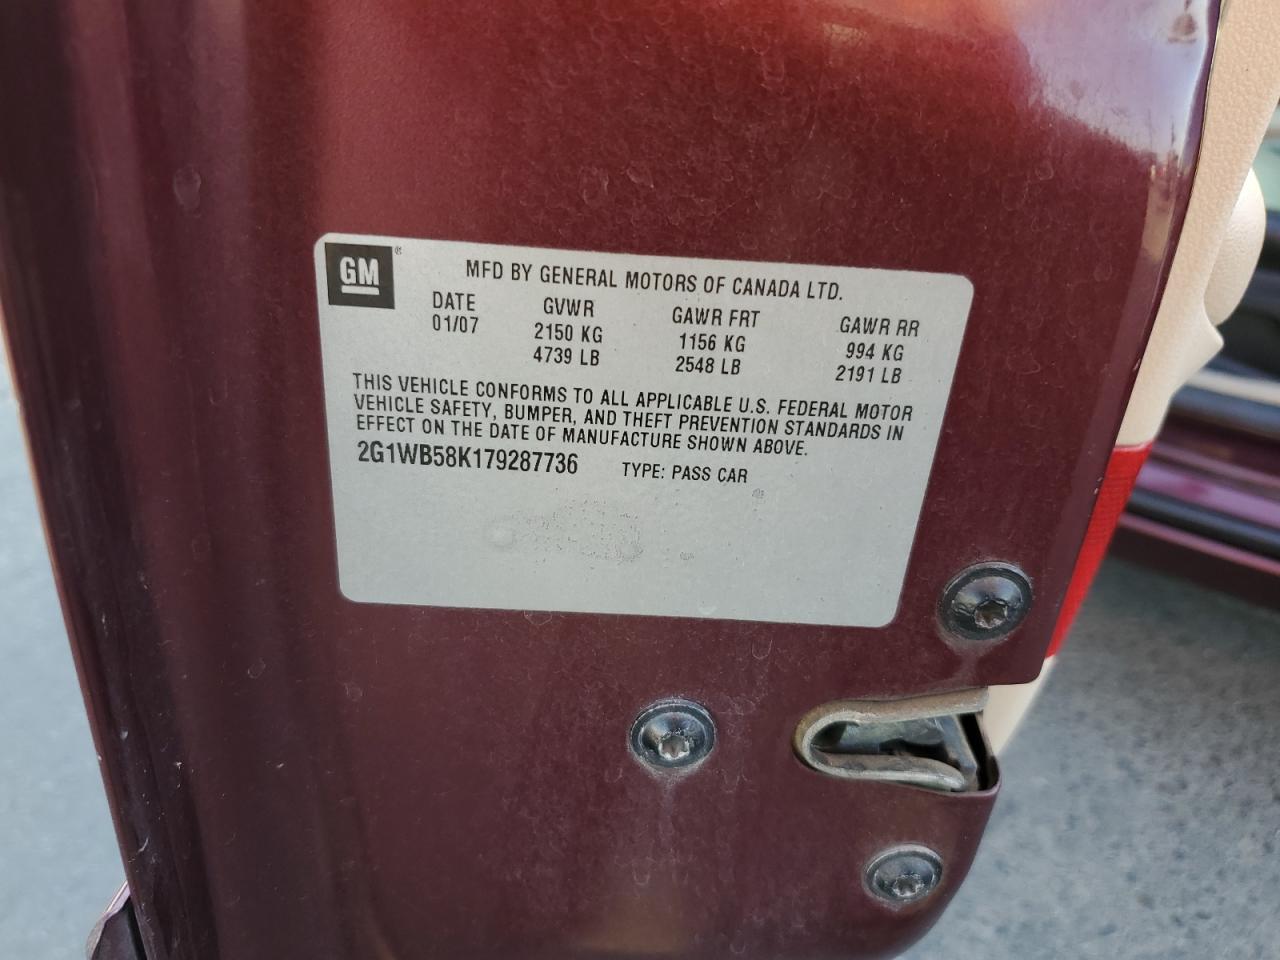 GM®
MFD BY GENERAL MOTORS OF CANADA LTD.
DATE GVWR GAWR FRT GAWR RR
01/07 2150 KG 1156 KG 994 KG
4739 LB 2548 LB 2191 LB
THIS VEHICLE CONFORMS TO ALL APPLICABLE U.S. FEDERAL MOTOR
VEHICLE SAFETY, BUMPER, AND THEFT PREVENTION STANDARDS IN
EFFECT ON THE DATE OF MANUFACTURE SHOWN ABOVE.
2G1WB58K179287736 TYPE: PASS CAR